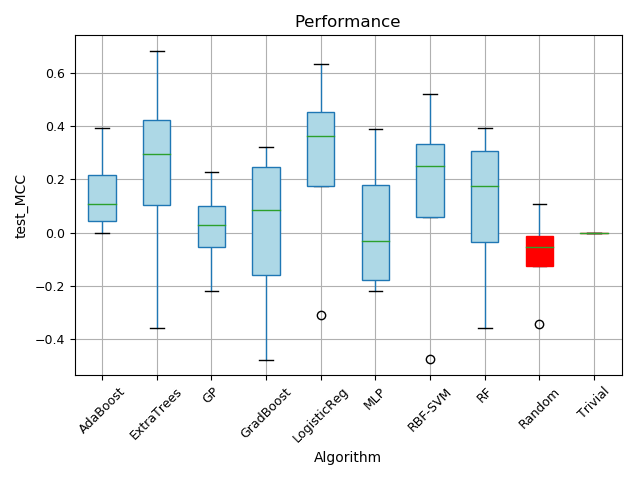 Performance
test_MCC
0.6
0.4
0.2
0.0
−0.2
−0.4
AdaBoost
ExtraTrees
GP
GradBoost
LogisticReg
MLP
RBF-SVM
RF
Random
Trivial
Algorithm